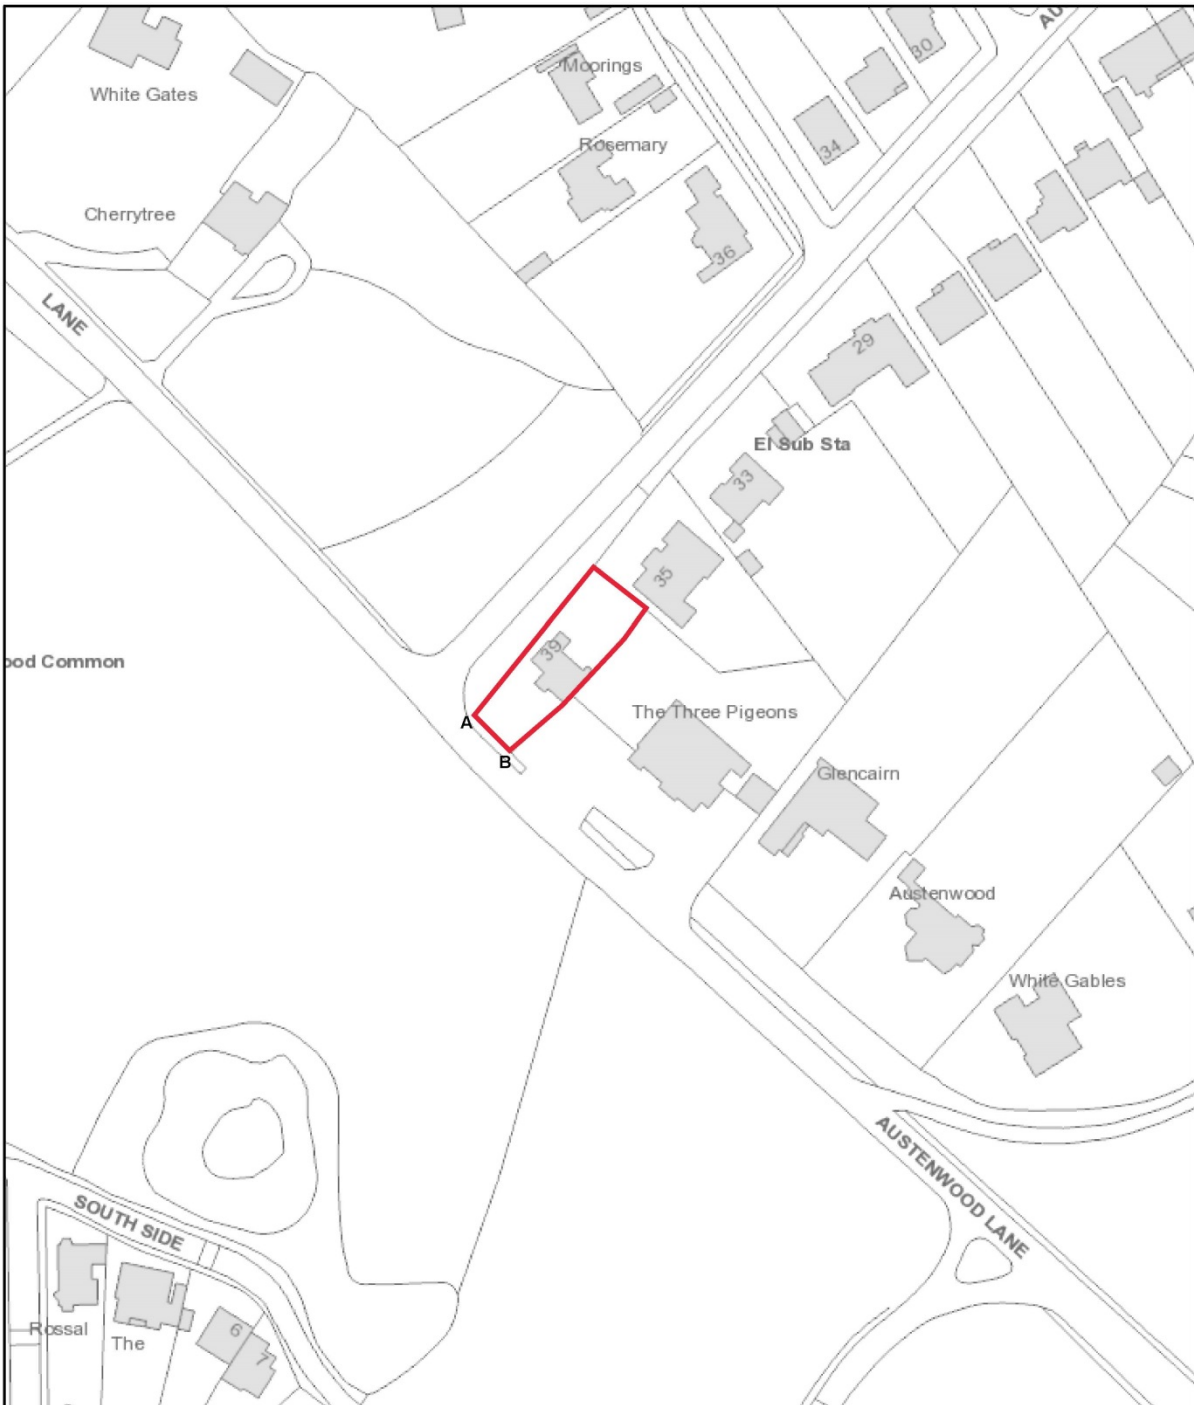 AU
30
Moorings
White Gates
34
Rosemary
Cherrytree
36
LANE
29
El Sub Sta
33
35
39
ood Common
The Three Pigeons
A
B
Glencairn
Austenwood
White Gables
AUSTENWOOD LANE
SOUTH SIDE
Rossal
The
6
7